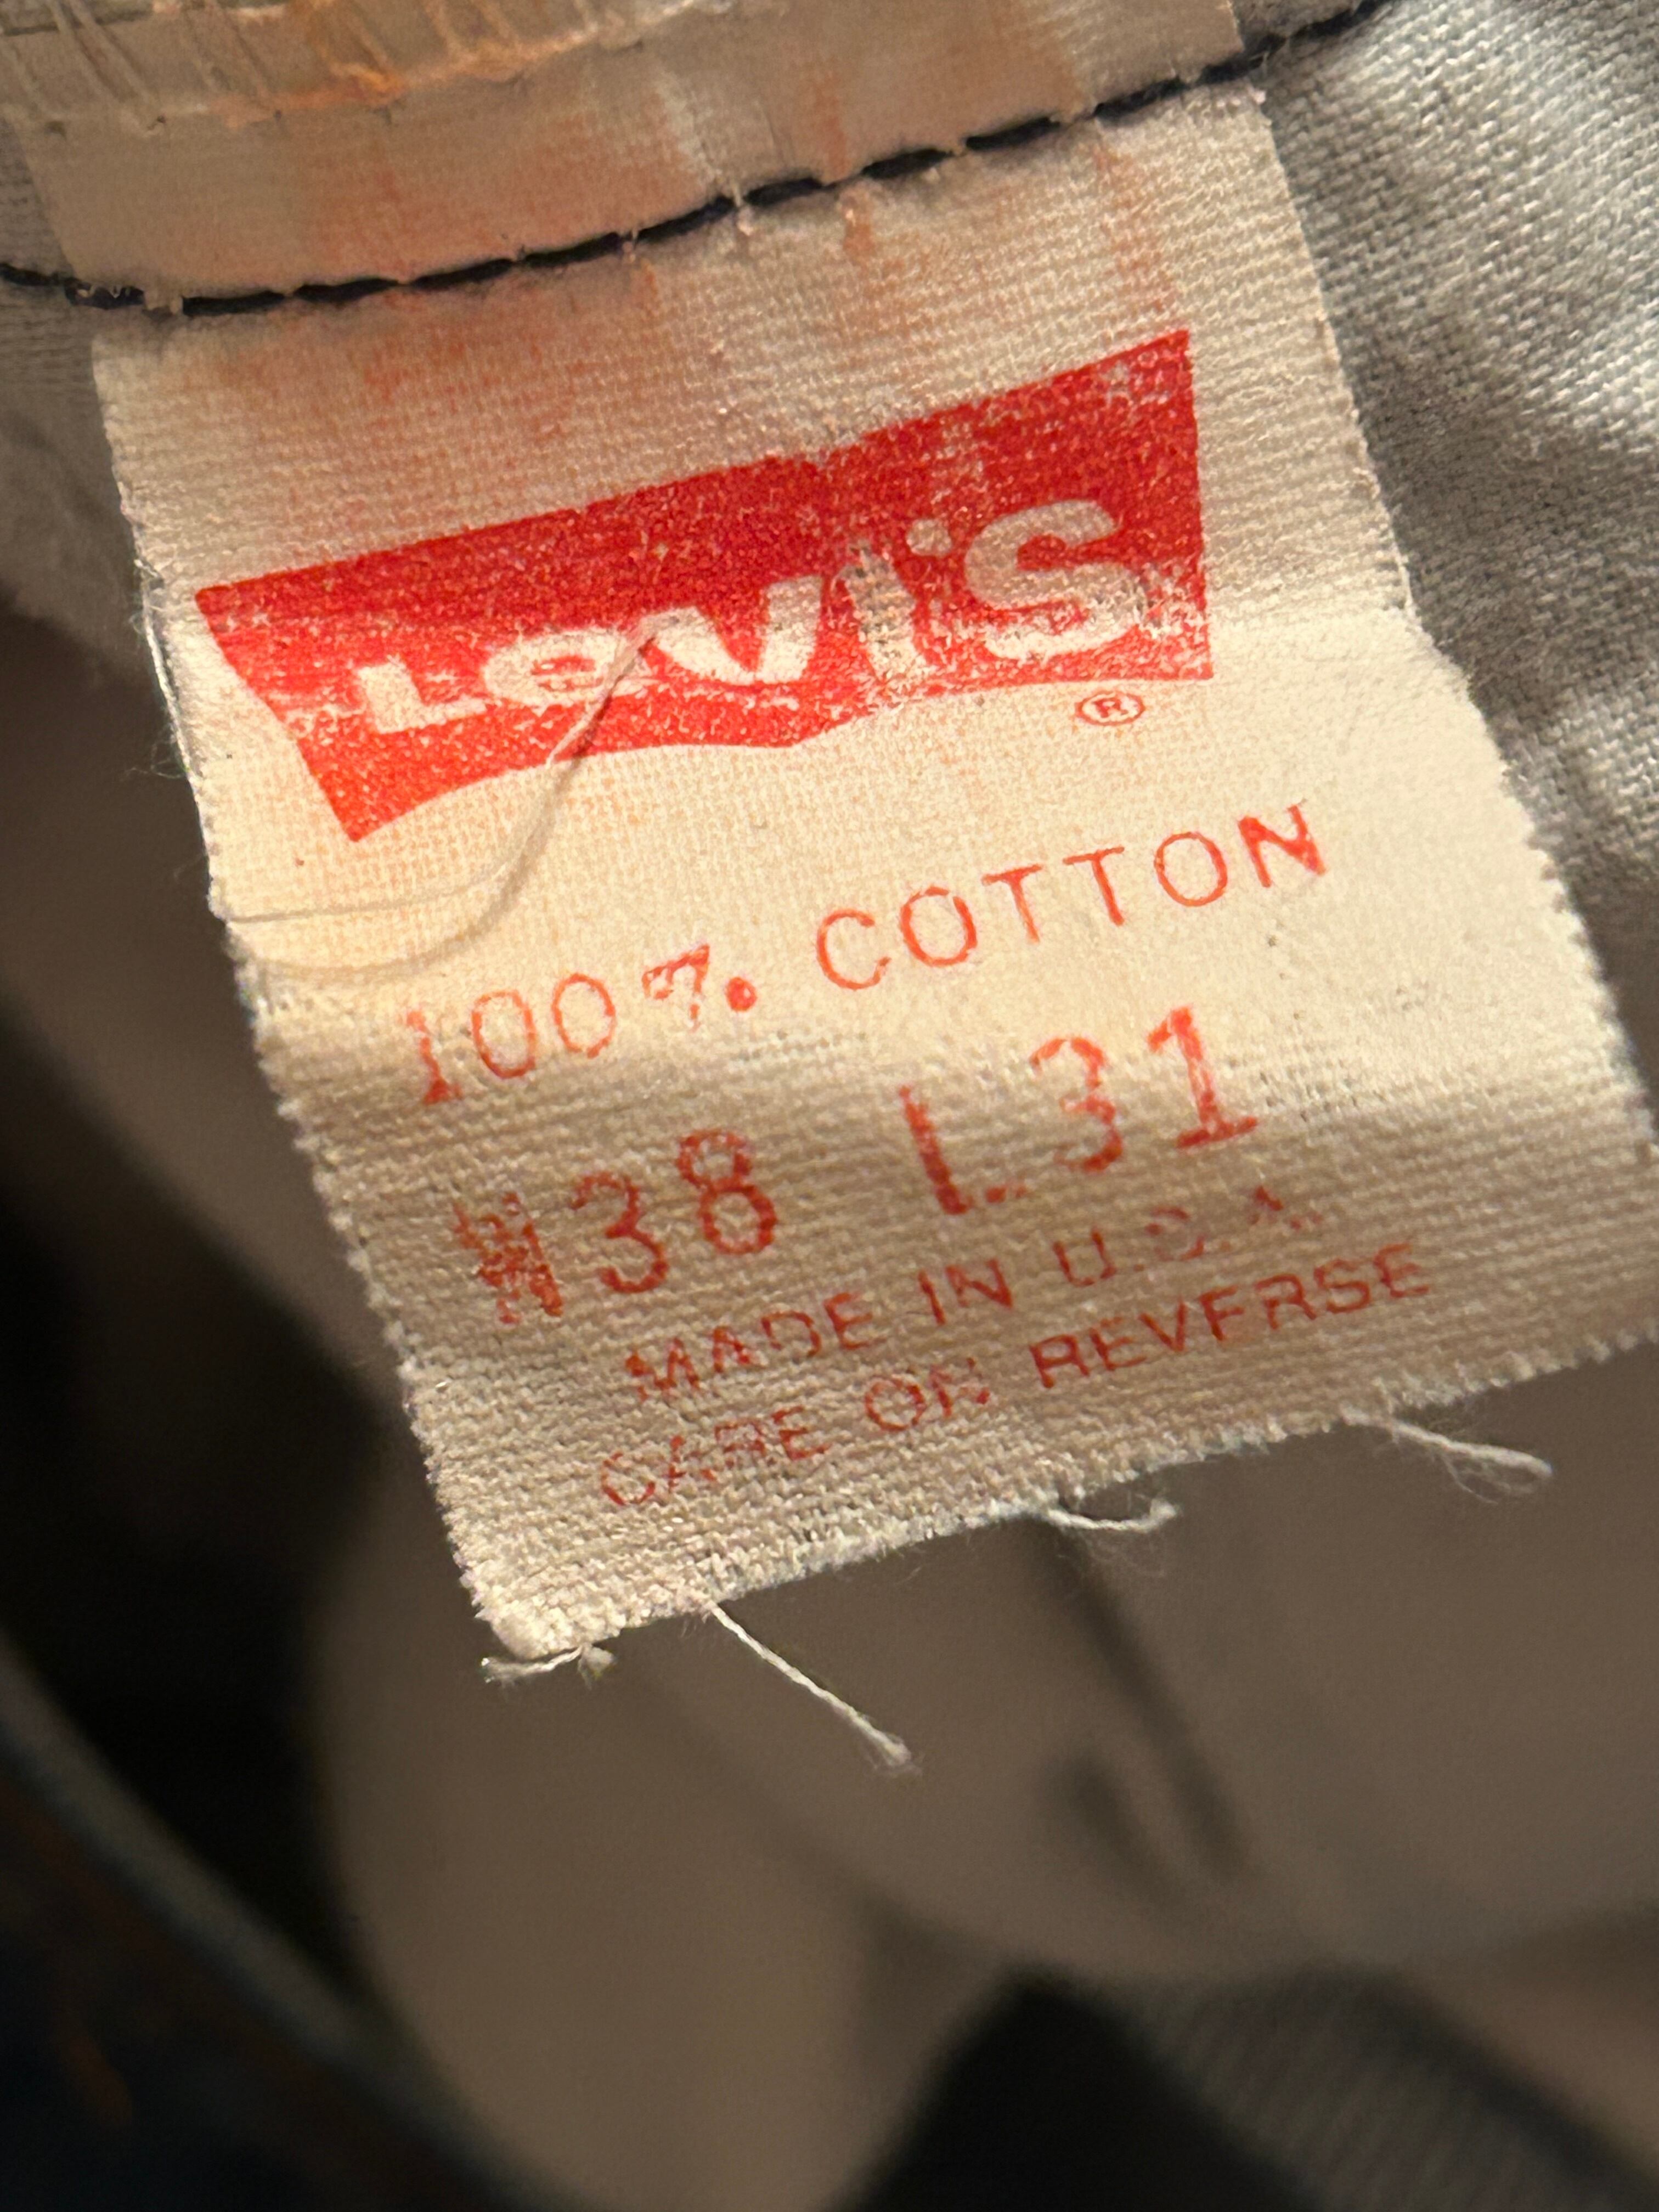 Levi's
®
100% COTTON
W38 L31
MADE IN U.S.A.
CARE ON REVERSE